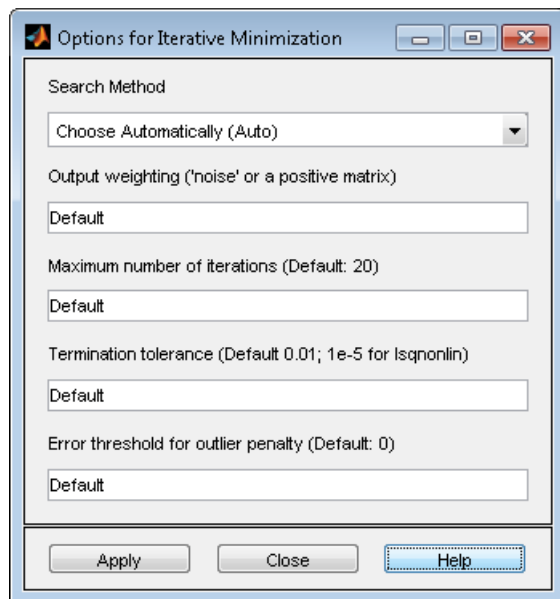 Options for Iterative Minimization
Search Method
Choose Automatically (Auto)
Output weighting ('noise' or a positive matrix)
Default
Maximum number of iterations (Default: 20)
Default
Termination tolerance (Default 0.01; 1e-5 for lsqnonlin)
Default
Error threshold for outlier penalty (Default: 0)
Default
Apply Close Help